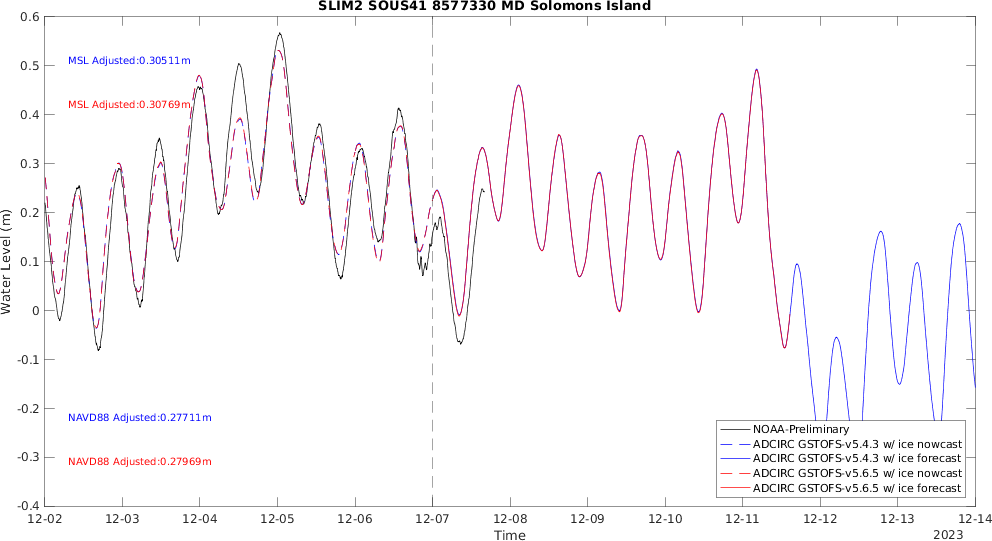 SLIM2 SOUS41 8577330 MD Solomons Island
0.6
0.5
0.4
0.3
0.2
0.1
0
-0.1
-0.2
-0.3
-0.4
Water Level (m)
MSL Adjusted:0.30511m
MSL Adjusted:0.30769m
NAVD88 Adjusted:0.27711m
NAVD88 Adjusted:0.27969m
NOAA-Preliminary
ADCIRC GSTOFS-v5.4.3 w/ ice nowcast
ADCIRC GSTOFS-v5.4.3 w/ ice forecast
ADCIRC GSTOFS-v5.6.5 w/ ice nowcast
ADCIRC GSTOFS-v5.6.5 w/ ice forecast
12-02 12-03 12-04 12-05 12-06 12-07 12-08 12-09 12-10 12-11 12-12 12-13 12-14
Time
2023